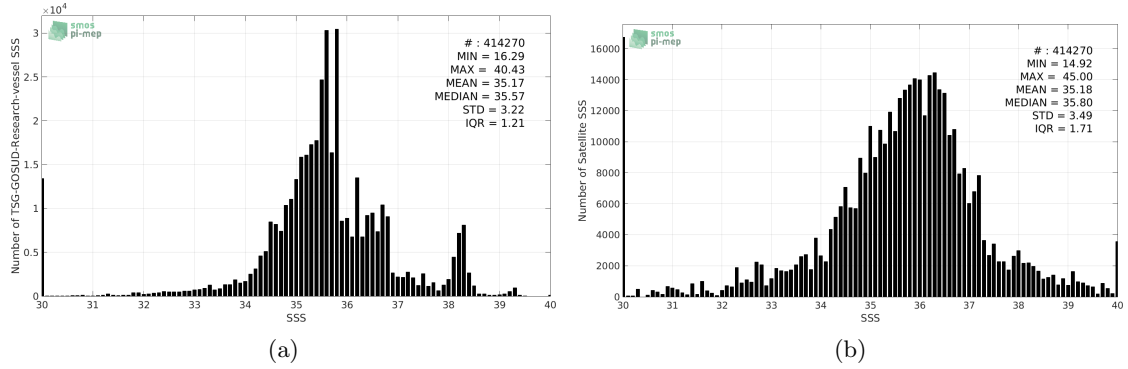 ×10⁴
smos
pi-mep
# : 414270
MIN = 16.29
MAX = 40.43
MEAN = 35.17
MEDIAN = 35.57
STD = 3.22
IQR = 1.21
Number of TSG-GOSUD-Research-vessel SSS
3
2.5
2
1.5
1
0.5
0
30 31 32 33 34 35 36 37 38 39 40
SSS
(a)
smos
pi-mep
# : 414270
MIN = 14.92
MAX = 45.00
MEAN = 35.18
MEDIAN = 35.80
STD = 3.49
IQR = 1.71
Number of Satellite SSS
16000
14000
12000
10000
8000
6000
4000
2000
0
30 31 32 33 34 35 36 37 38 39 40
SSS
(b)